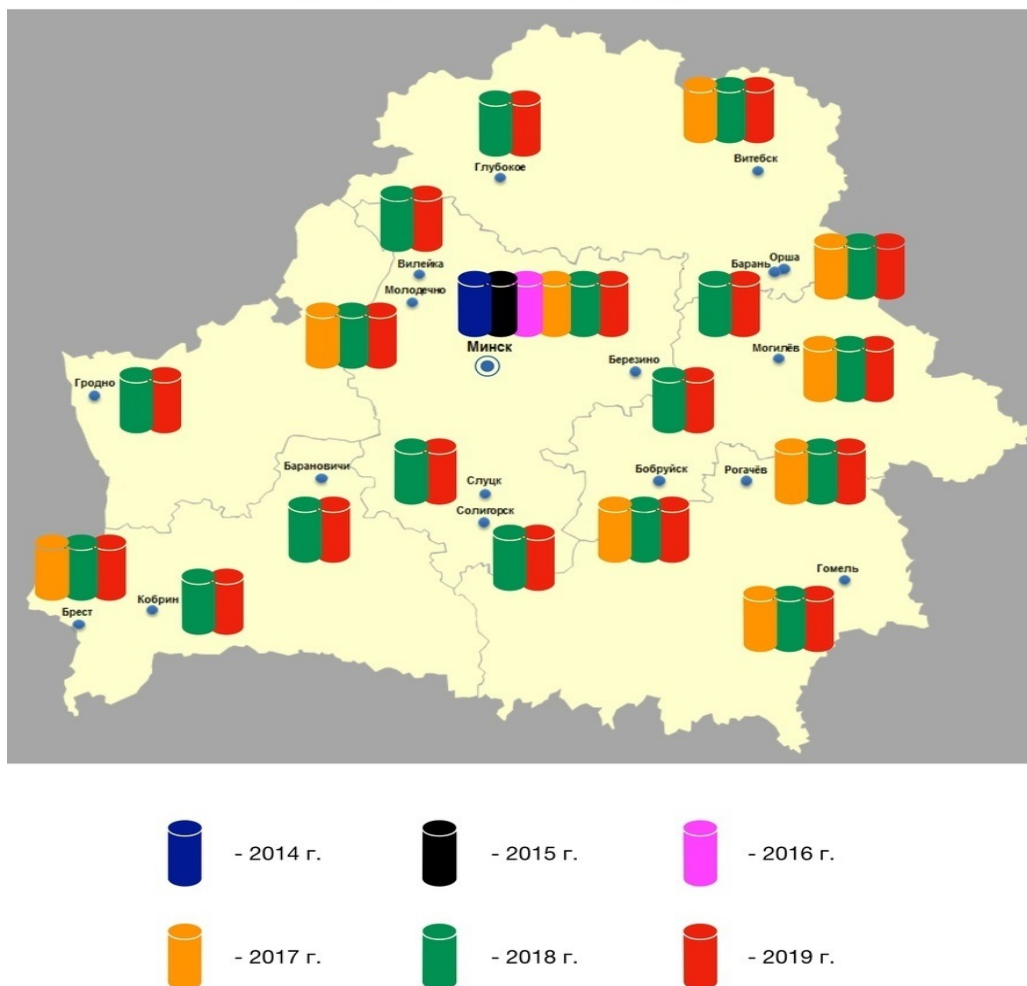 Глубокое
Витебск
Вилейка
Молодечно
Барань
Орша
Минск
Березино
Могилёв
Гродно
Барановичи
Слуцк
Солигорск
Бобруйск
Рогачёв
Брест
Кобрин
Гомель
- 2014 г.
- 2015 г.
- 2016 г.
- 2017 г.
- 2018 г.
- 2019 г.